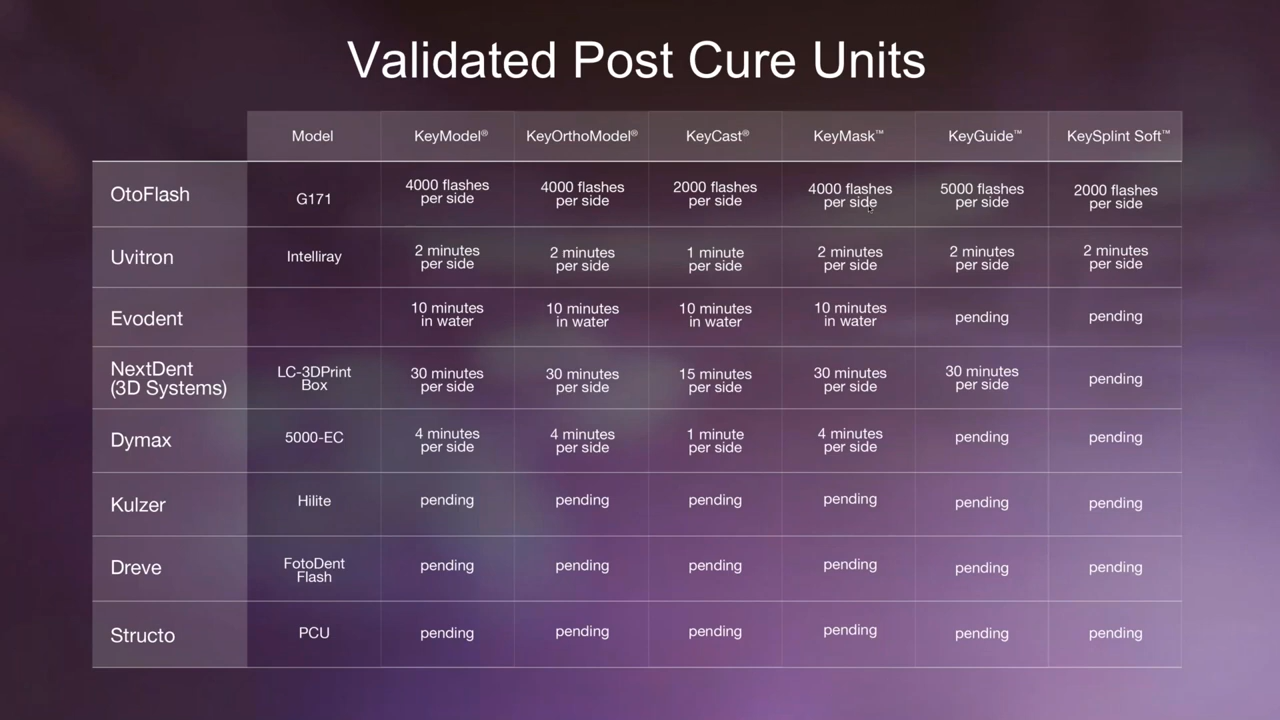 Validated Post Cure Units
Model KeyModel® KeyOrthoModel® KeyCast® KeyMask™ KeyGuide™ KeySplint Soft™
OtoFlash G171 4000 flashes per side 4000 flashes per side 2000 flashes per side 4000 flashes per side 5000 flashes per side 2000 flashes per side
Uvitron Intelliray 2 minutes per side 2 minutes per side 1 minute per side 2 minutes per side 2 minutes per side 2 minutes per side
Evodent 10 minutes in water 10 minutes in water 10 minutes in water 10 minutes in water pending pending
NextDent (3D Systems) LC-3DPrint Box 30 minutes per side 30 minutes per side 15 minutes per side 30 minutes per side 30 minutes per side pending
Dymax 5000-EC 4 minutes per side 4 minutes per side 1 minute per side 4 minutes per side pending pending
Kulzer Hilite pending pending pending pending pending pending
Dreve FotoDent Flash pending pending pending pending pending pending
Structo PCU pending pending pending pending pending pending